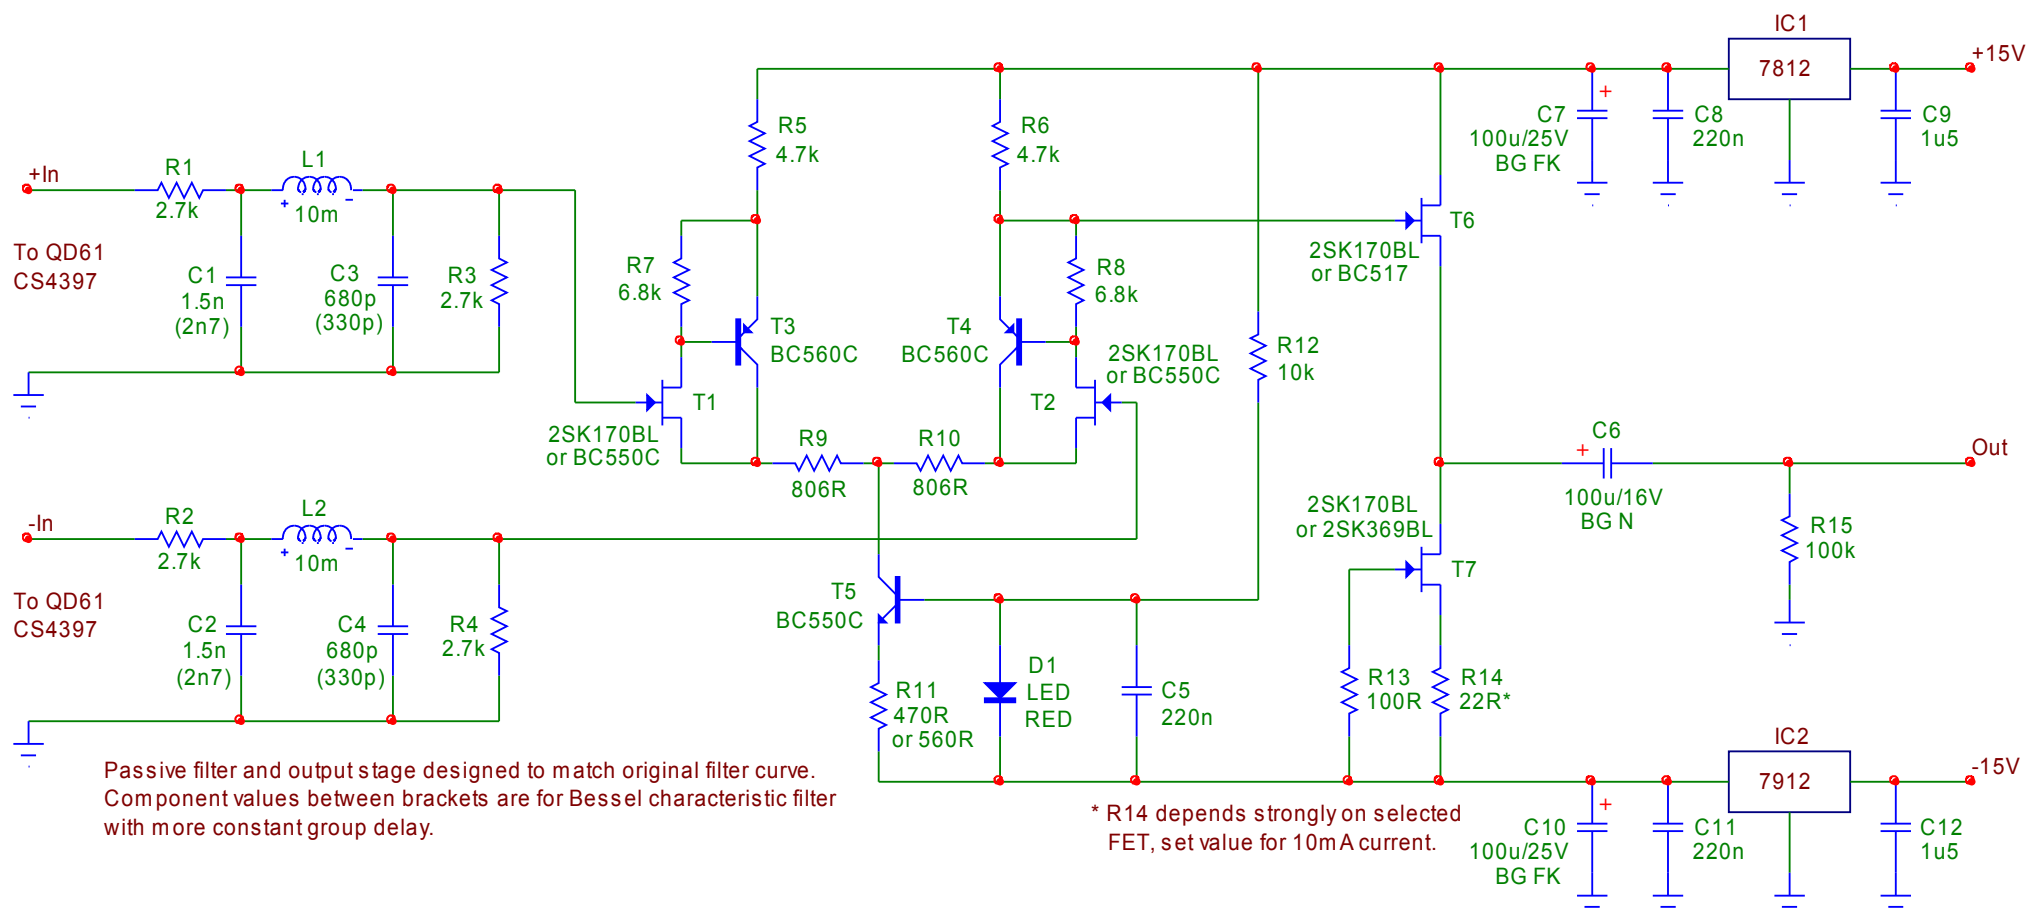 IC1
7812
+15V
R5
4.7k
R6
4.7k
C7
100u/25V
BG FK
C8
220n
C9
1u5
+In
R1
2.7k
L1
+ -
10m
To QD61
CS4397
C1
1.5n
(2n7)
C3
680p
(330p)
R3
2.7k
R7
6.8k
T3
BC560C
T4
BC560C
R8
6.8k
T6
2SK170BL
or BC517
R12
10k
T1
2SK170BL
or BC550C
2SK170BL
or BC550C
T2
R9
806R
R10
806R
C6
+
100u/16V
BG N
Out
R15
100k
-In
R2
2.7k
L2
+ -
10m
To QD61
CS4397
C2
1.5n
(2n7)
C4
680p
(330p)
R4
2.7k
T5
BC550C
2SK170BL
or 2SK369BL
T7
R11
470R
or 560R
D1
LED
RED
C5
220n
R13
100R
R14
22R*
IC2
7912
-15V
+
C10
100u/25V
BG FK
C11
220n
C12
1u5
+
Passive filter and output stage designed to match original filter curve.
Component values between brackets are for Bessel characteristic filter
with more constant group delay.
* R14 depends strongly on selected
FET, set value for 10mA current.